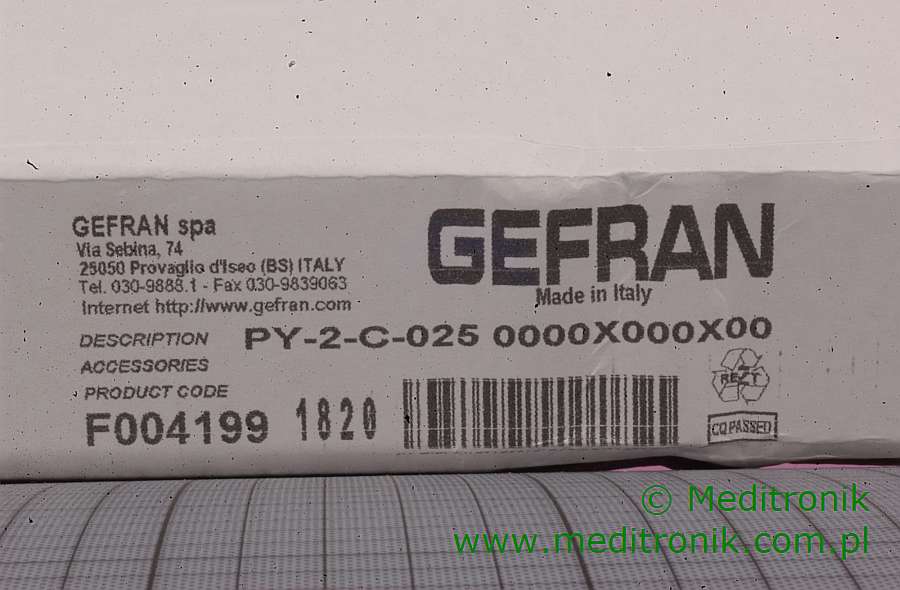 GEFRAN spa
Via Sebina, 74
25050 Provaglio d'Iseo (BS) ITALY
Tel. 030-9888.1 - Fax 030-9839063
Internet http://www.gefran.com
GEFRAN
Made in Italy
DESCRIPTION PY-2-C-025 0000X000X00
ACCESSORIES
PRODUCT CODE
F004199 1820
CQ PASSED
© Meditronik
www.meditronik.com.pl